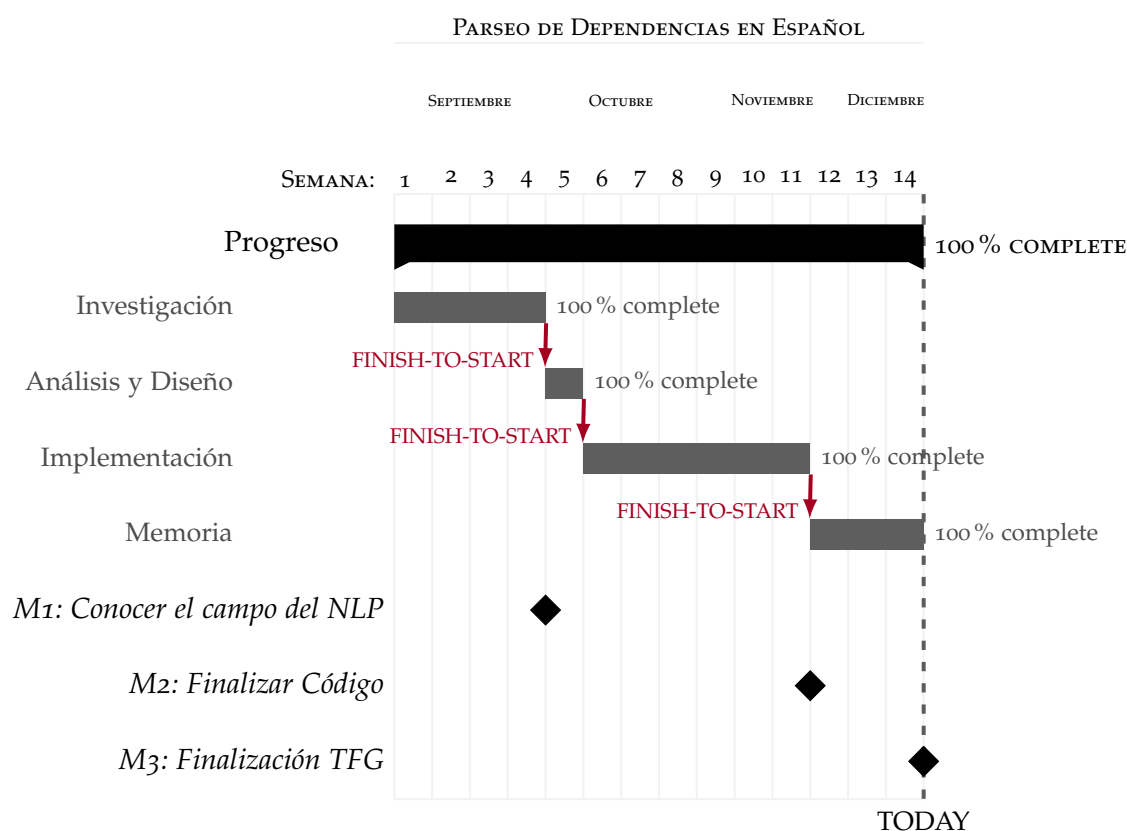 Parseo de Dependencias en Español
Septiembre Octubre Noviembre Diciembre
Semana: 1 2 3 4 5 6 7 8 9 10 11 12 13 14
Progreso 100 % complete
Investigación 100 % complete
FINISH-TO-START
Análisis y Diseño 100 % complete
FINISH-TO-START
Implementación 100 % complete
FINISH-TO-START
Memoria 100 % complete
M1: Conocer el campo del NLP
M2: Finalizar Código
M3: Finalización TFG
TODAY